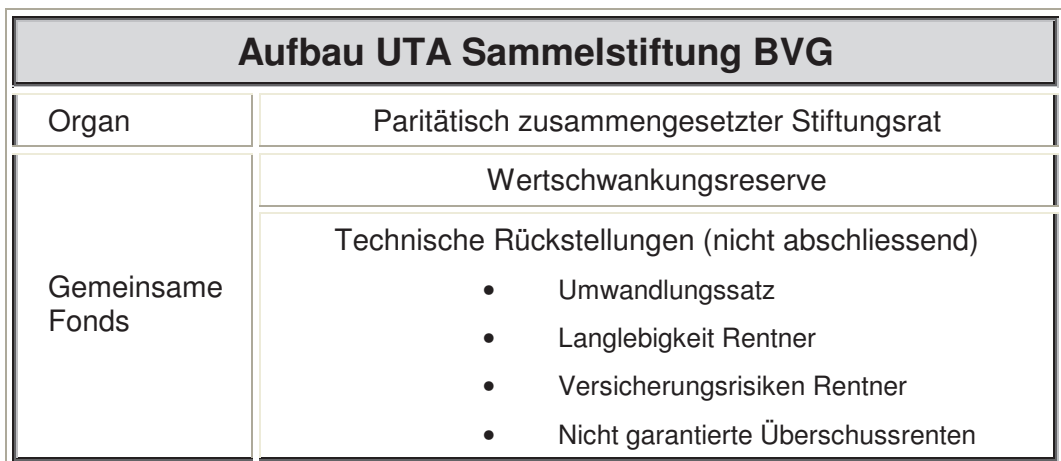 Aufbau UTA Sammelstiftung BVG
Organ
Paritätisch zusammengesetzter Stiftungsrat
Gemeinsame
Fonds
Wertschwankungsreserve
Technische Rückstellungen (nicht abschliessend)
• Umwandlungssatz
• Langlebigkeit Rentner
• Versicherungsrisiken Rentner
• Nicht garantierte Überschussrenten